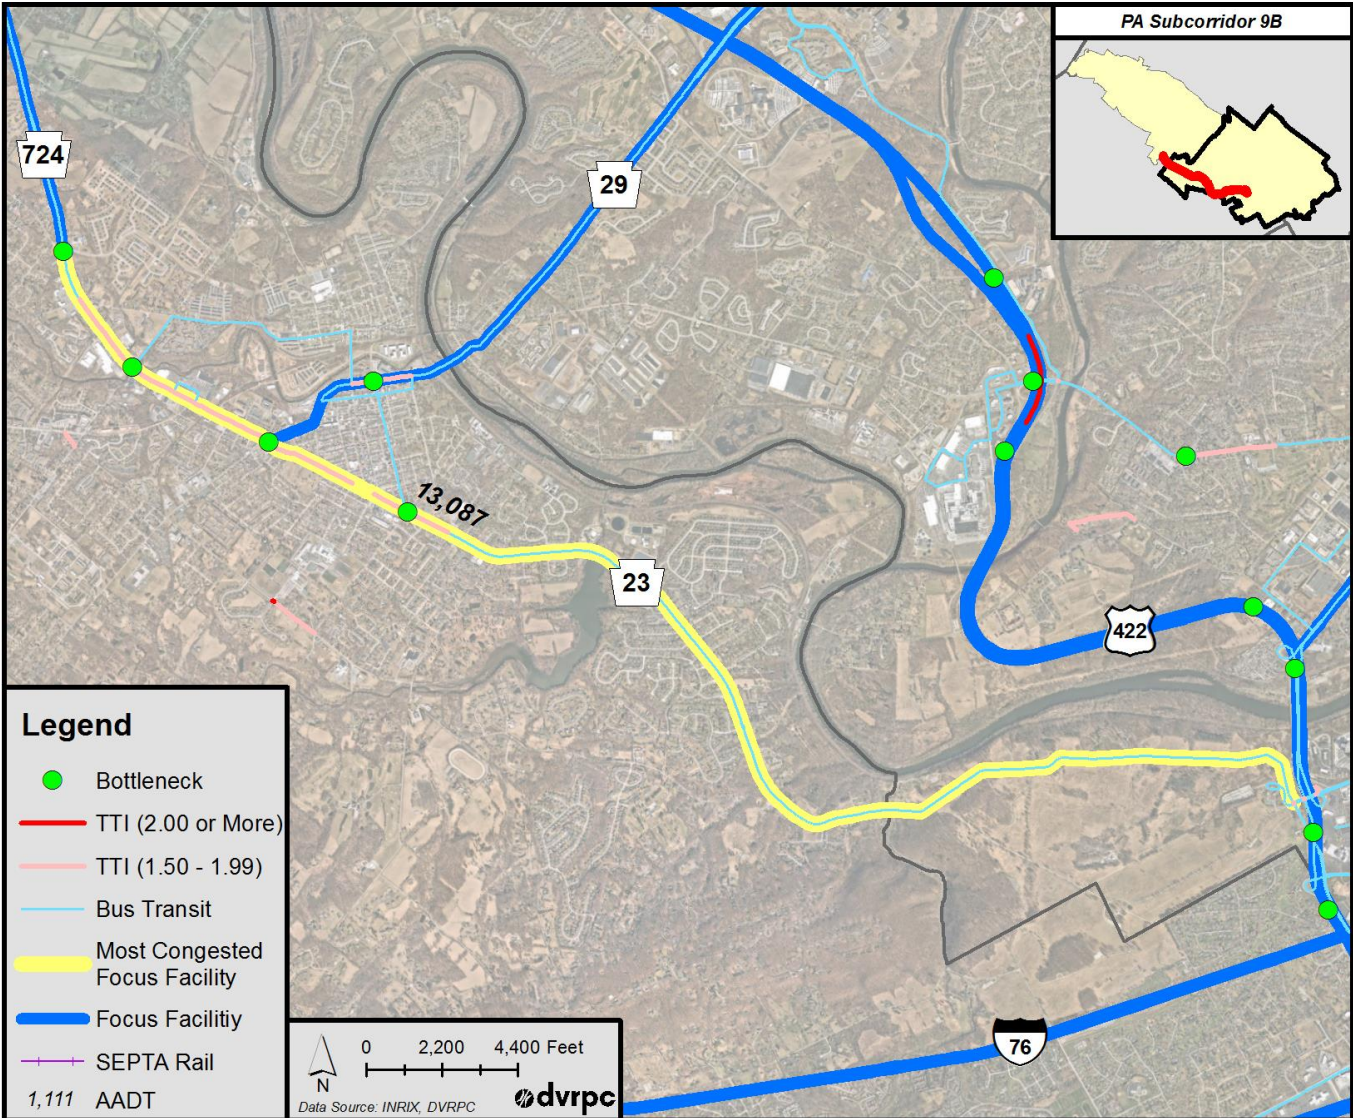 PA Subcorridor 9B
724
29
13,087
23
422
76
Legend
Bottleneck
TTI (2.00 or More)
TTI (1.50 - 1.99)
Bus Transit
Most Congested
Focus Facility
Focus Facilitiy
SEPTA Rail
1,111 AADT
0 2,200 4,400 Feet
N
Data Source: INRIX, DVRPC
dvrpc